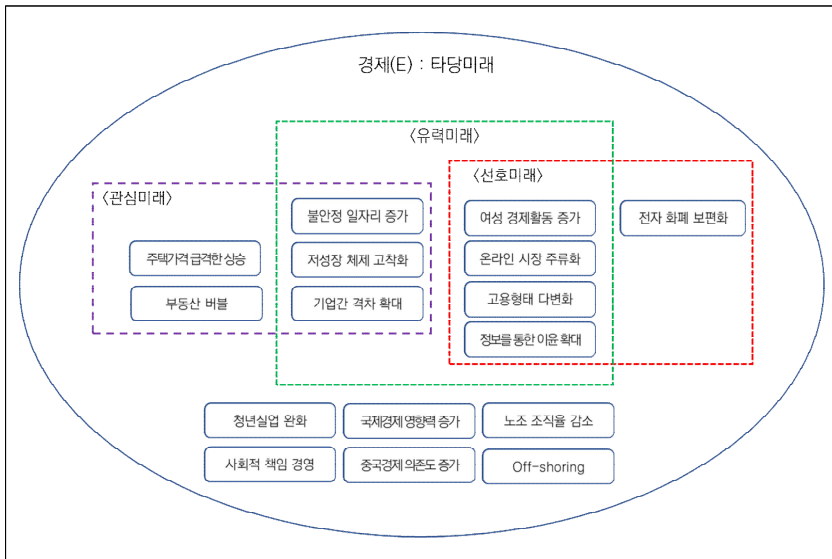 경제(E) : 타당미래
〈유력미래〉
〈선호미래〉
〈관심미래〉
불안정 일자리 증가
여성 경제활동 증가
전자 화폐 보편화
주택가격 급격한 상승
저성장 체제 고착화
온라인 시장 주류화
부동산 버블
기업간 격차 확대
고용형태 다변화
정보를 통한 이윤 확대
청년실업 완화
국제경제 영향력 증가
노조 조직율 감소
사회적 책임 경영
중국경제 의존도 증가
Off-shoring